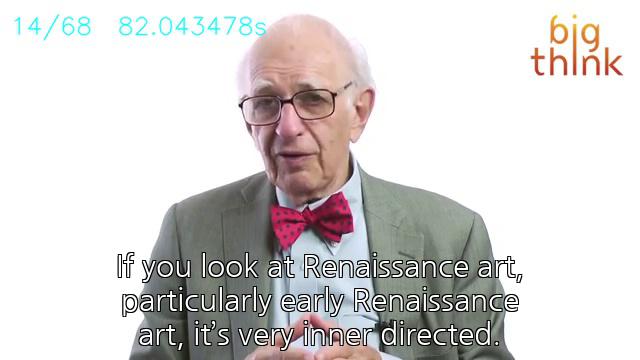 14/68 82.043478s
big
think
If you look at Renaissance art,
particularly early Renaissance
art, it's very inner directed.